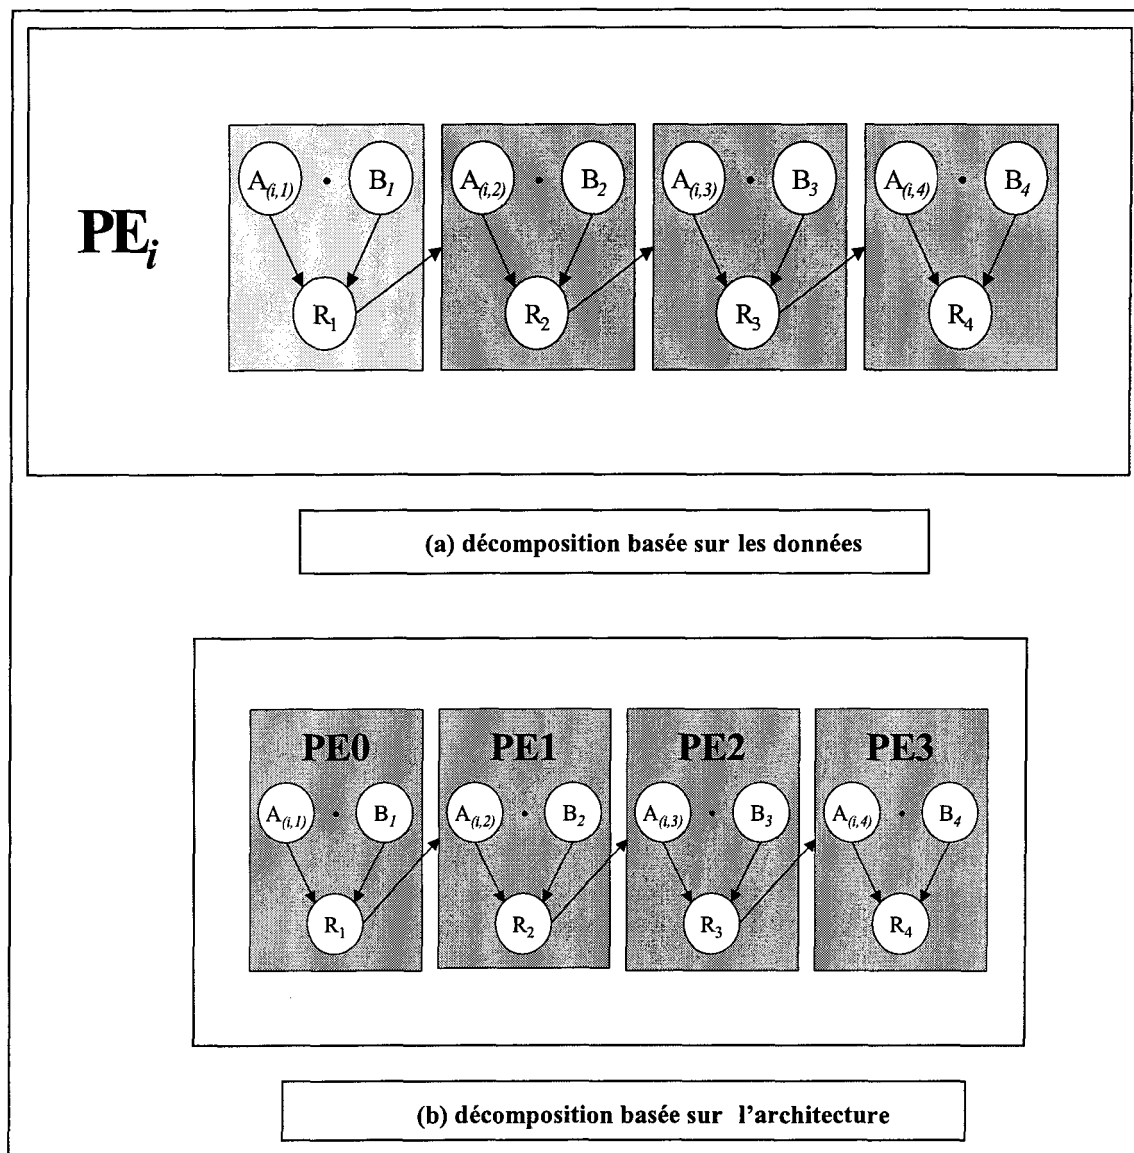 PEi
A(i,1) • B1 A(i,2) • B2 A(i,3) • B3 A(i,4) • B4
R1 R2 R3 R4
(a) décomposition basée sur les données
PE0 PE1 PE2 PE3
A(i,1) • B1 A(i,2) • B2 A(i,3) • B3 A(i,4) • B4
R1 R2 R3 R4
(b) décomposition basée sur l'architecture